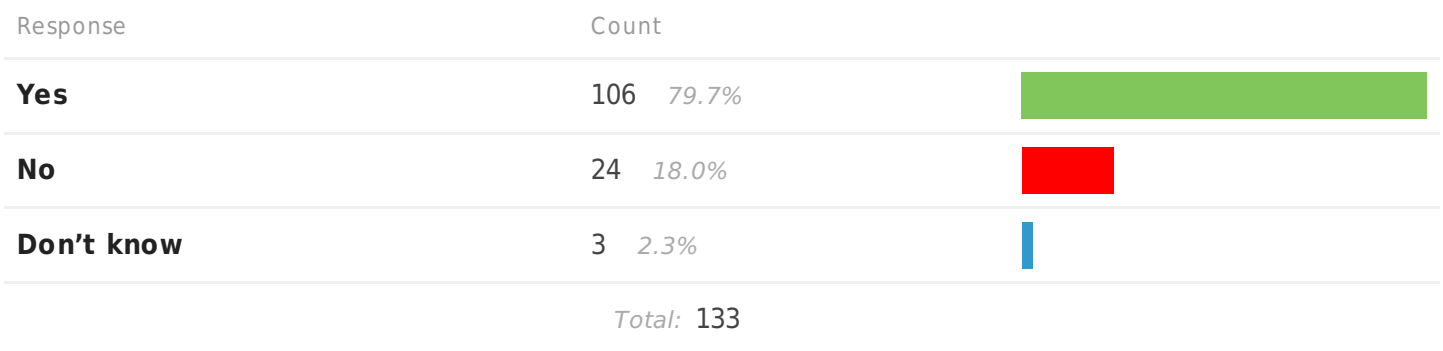 Response Count
Yes 106 79.7%
No 24 18.0%
Don’t know 3 2.3%
Total: 133